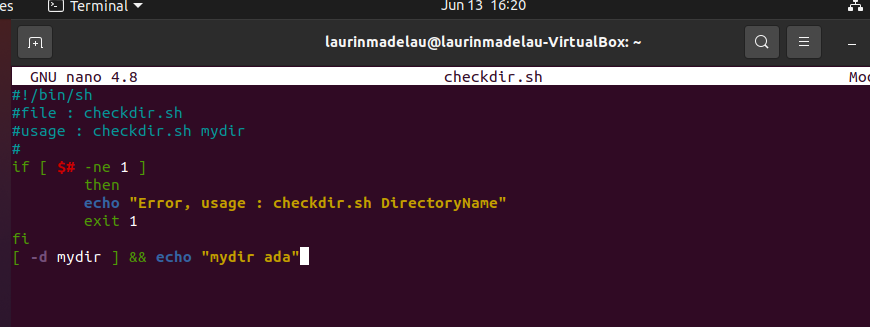 es Terminal Jun 13 16:20
laurinmadelau@laurinmadelau-VirtualBox: ~
GNU nano 4.8 checkdir.sh Mo
#!/bin/sh
#file : checkdir.sh
#usage : checkdir.sh mydir
#
if [ $# -ne 1 ]
then
echo "Error, usage : checkdir.sh DirectoryName"
exit 1
fi
[ -d mydir ] && echo "mydir ada"